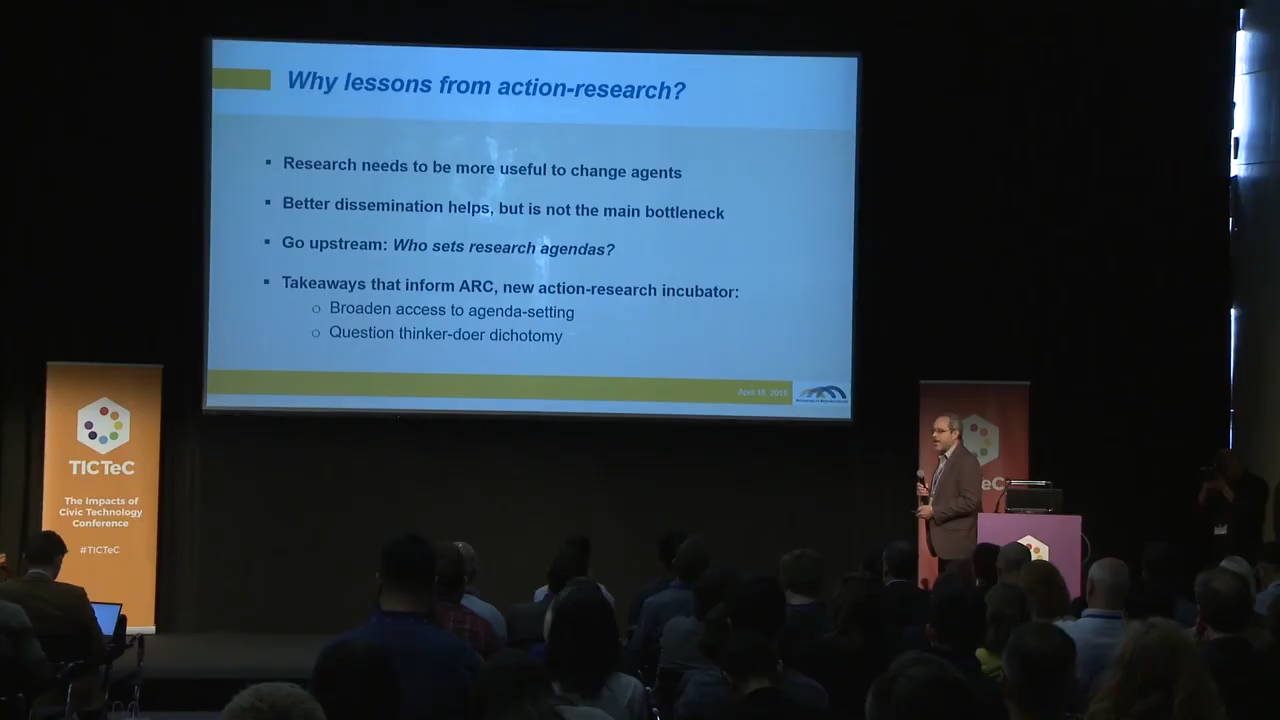 Why lessons from action-research?
▪ Research needs to be more useful to change agents
▪ Better dissemination helps, but is not the main bottleneck
▪ Go upstream: Who sets research agendas?
▪ Takeaways that inform ARC, new action-research incubator:
○ Broaden access to agenda-setting
○ Question thinker-doer dichotomy
TICTeC
The Impacts of
Civic Technology
Conference
#TICTeC
eC